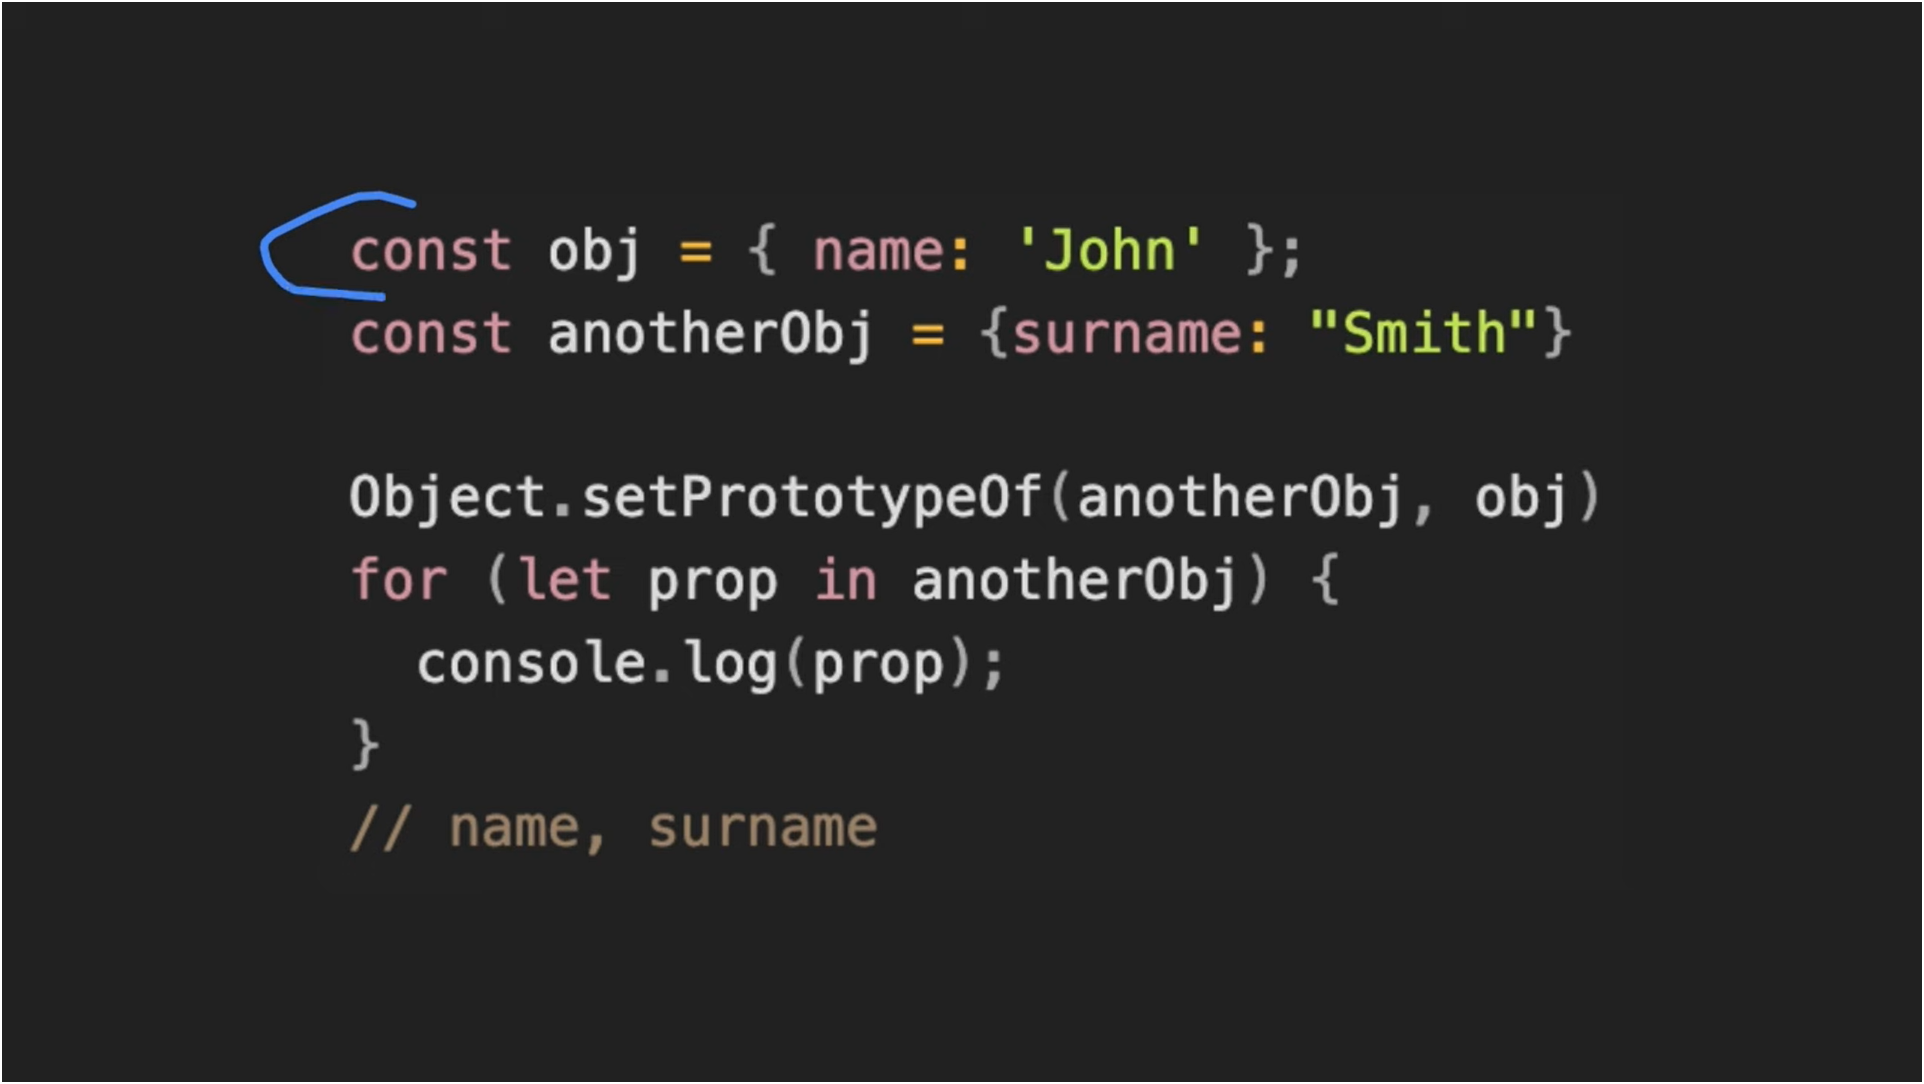 const obj = { name: 'John' };
const anotherObj = {surname: "Smith"}
Object.setPrototypeOf(anotherObj, obj)
for (let prop in anotherObj) {
  console.log(prop);
}
// name, surname